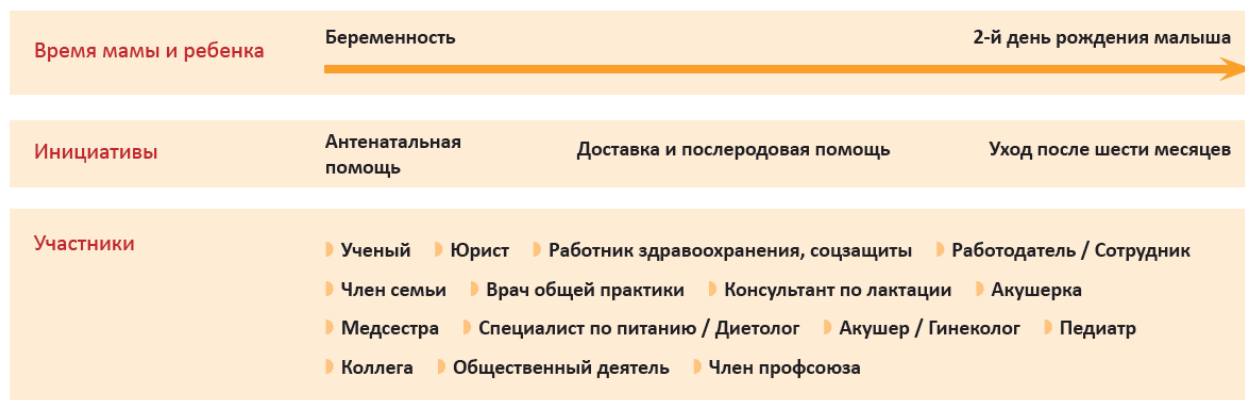 Время мамы и ребенка
Беременность
2-й день рождения малыша
Инициативы
Антенатальная
помощь
Доставка и послеродовая помощь
Уход после шести месяцев
Участники
Ученый Юрист Работник здравоохранения, соцзащиты Работодатель / Сотрудник
Член семьи Врач общей практики Консультант по лактации Акушерка
Медсестра Специалист по питанию / Диетолог Акушер / Гинеколог Педиатр
Коллега Общественный деятель Член профсоюза